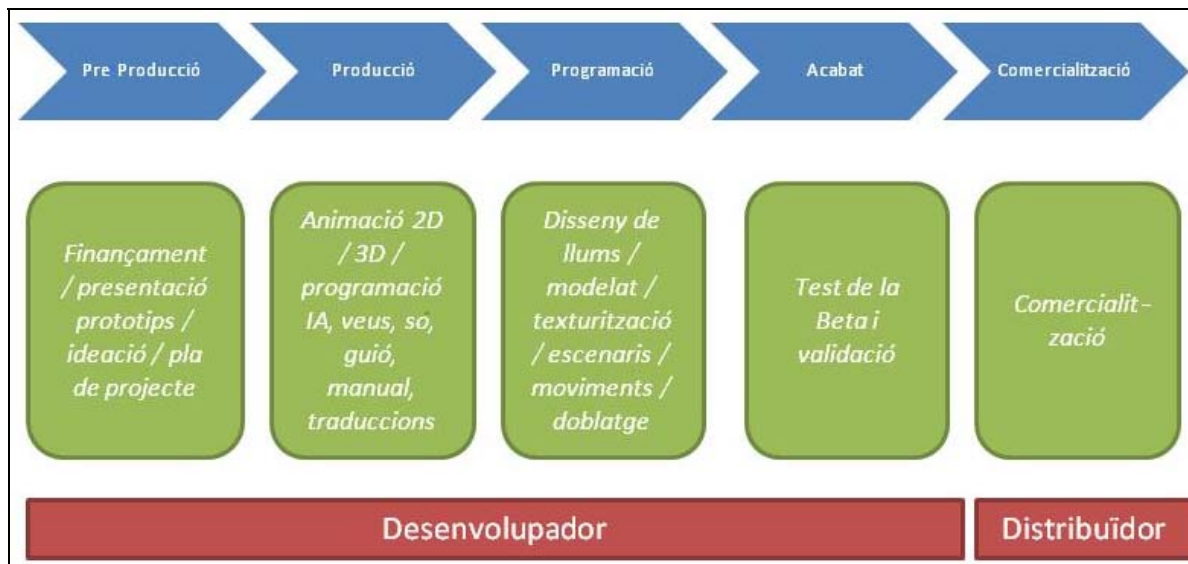 Pre Producció
Producció
Programació
Acabat
Comercialització
Finançament
/ presentació
prototips /
ideació / pla
de projecte
Animació 2D
/ 3D /
programació
IA, veus, so,
guió,
manual,
traduccions
Disseny de
llums /
modelat /
texturització
/ escenaris /
moviments /
doblatge
Test de la
Beta i
validació
Comercialit-
zació
Desenvolupador
Distribuïdor